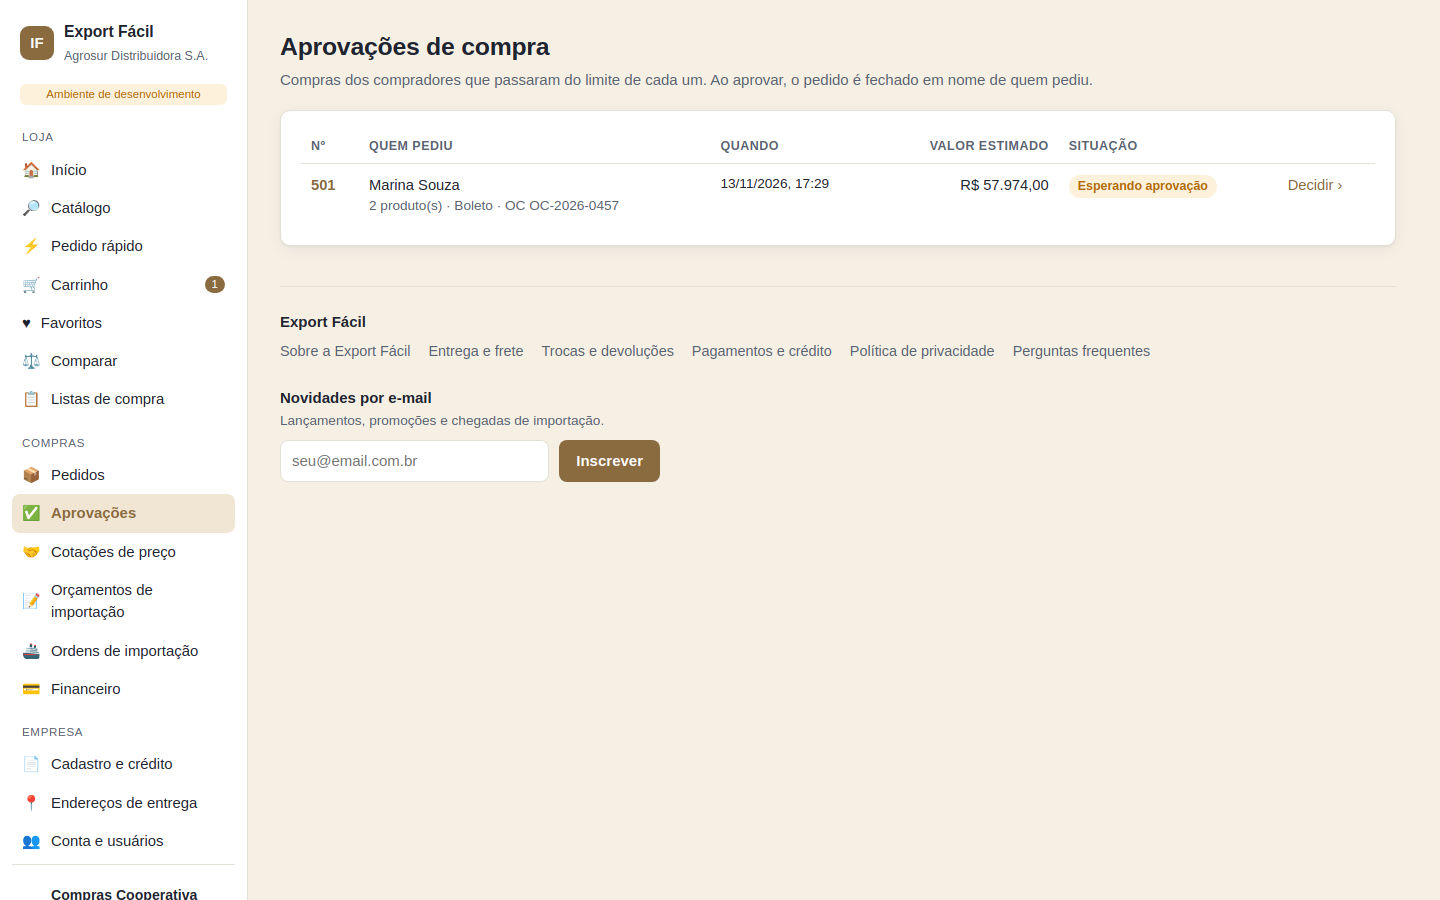 IF
Export Fácil
Agrosur Distribuidora S.A.
Ambiente de desenvolvimento
LOJA
Início
Catálogo
Pedido rápido
Carrinho 1
Favoritos
Comparar
Listas de compra
COMPRAS
Pedidos
Aprovações
Cotações de preço
Orçamentos de
importação
Ordens de importação
Financeiro
EMPRESA
Cadastro e crédito
Endereços de entrega
Conta e usuários
Compras Cooperativa
Aprovações de compra
Compras dos compradores que passaram do limite de cada um. Ao aprovar, o pedido é fechado em nome de quem pediu.
Nº QUEM PEDIU QUANDO VALOR ESTIMADO SITUAÇÃO
501 Marina Souza 13/11/2026, 17:29 R$ 57.974,00 Esperando aprovação Decidir ›
2 produto(s) · Boleto · OC OC-2026-0457
Export Fácil
Sobre a Export Fácil Entrega e frete Trocas e devoluções Pagamentos e crédito Política de privacidade Perguntas frequentes
Novidades por e-mail
Lançamentos, promoções e chegadas de importação.
seu@email.com.br Inscrever